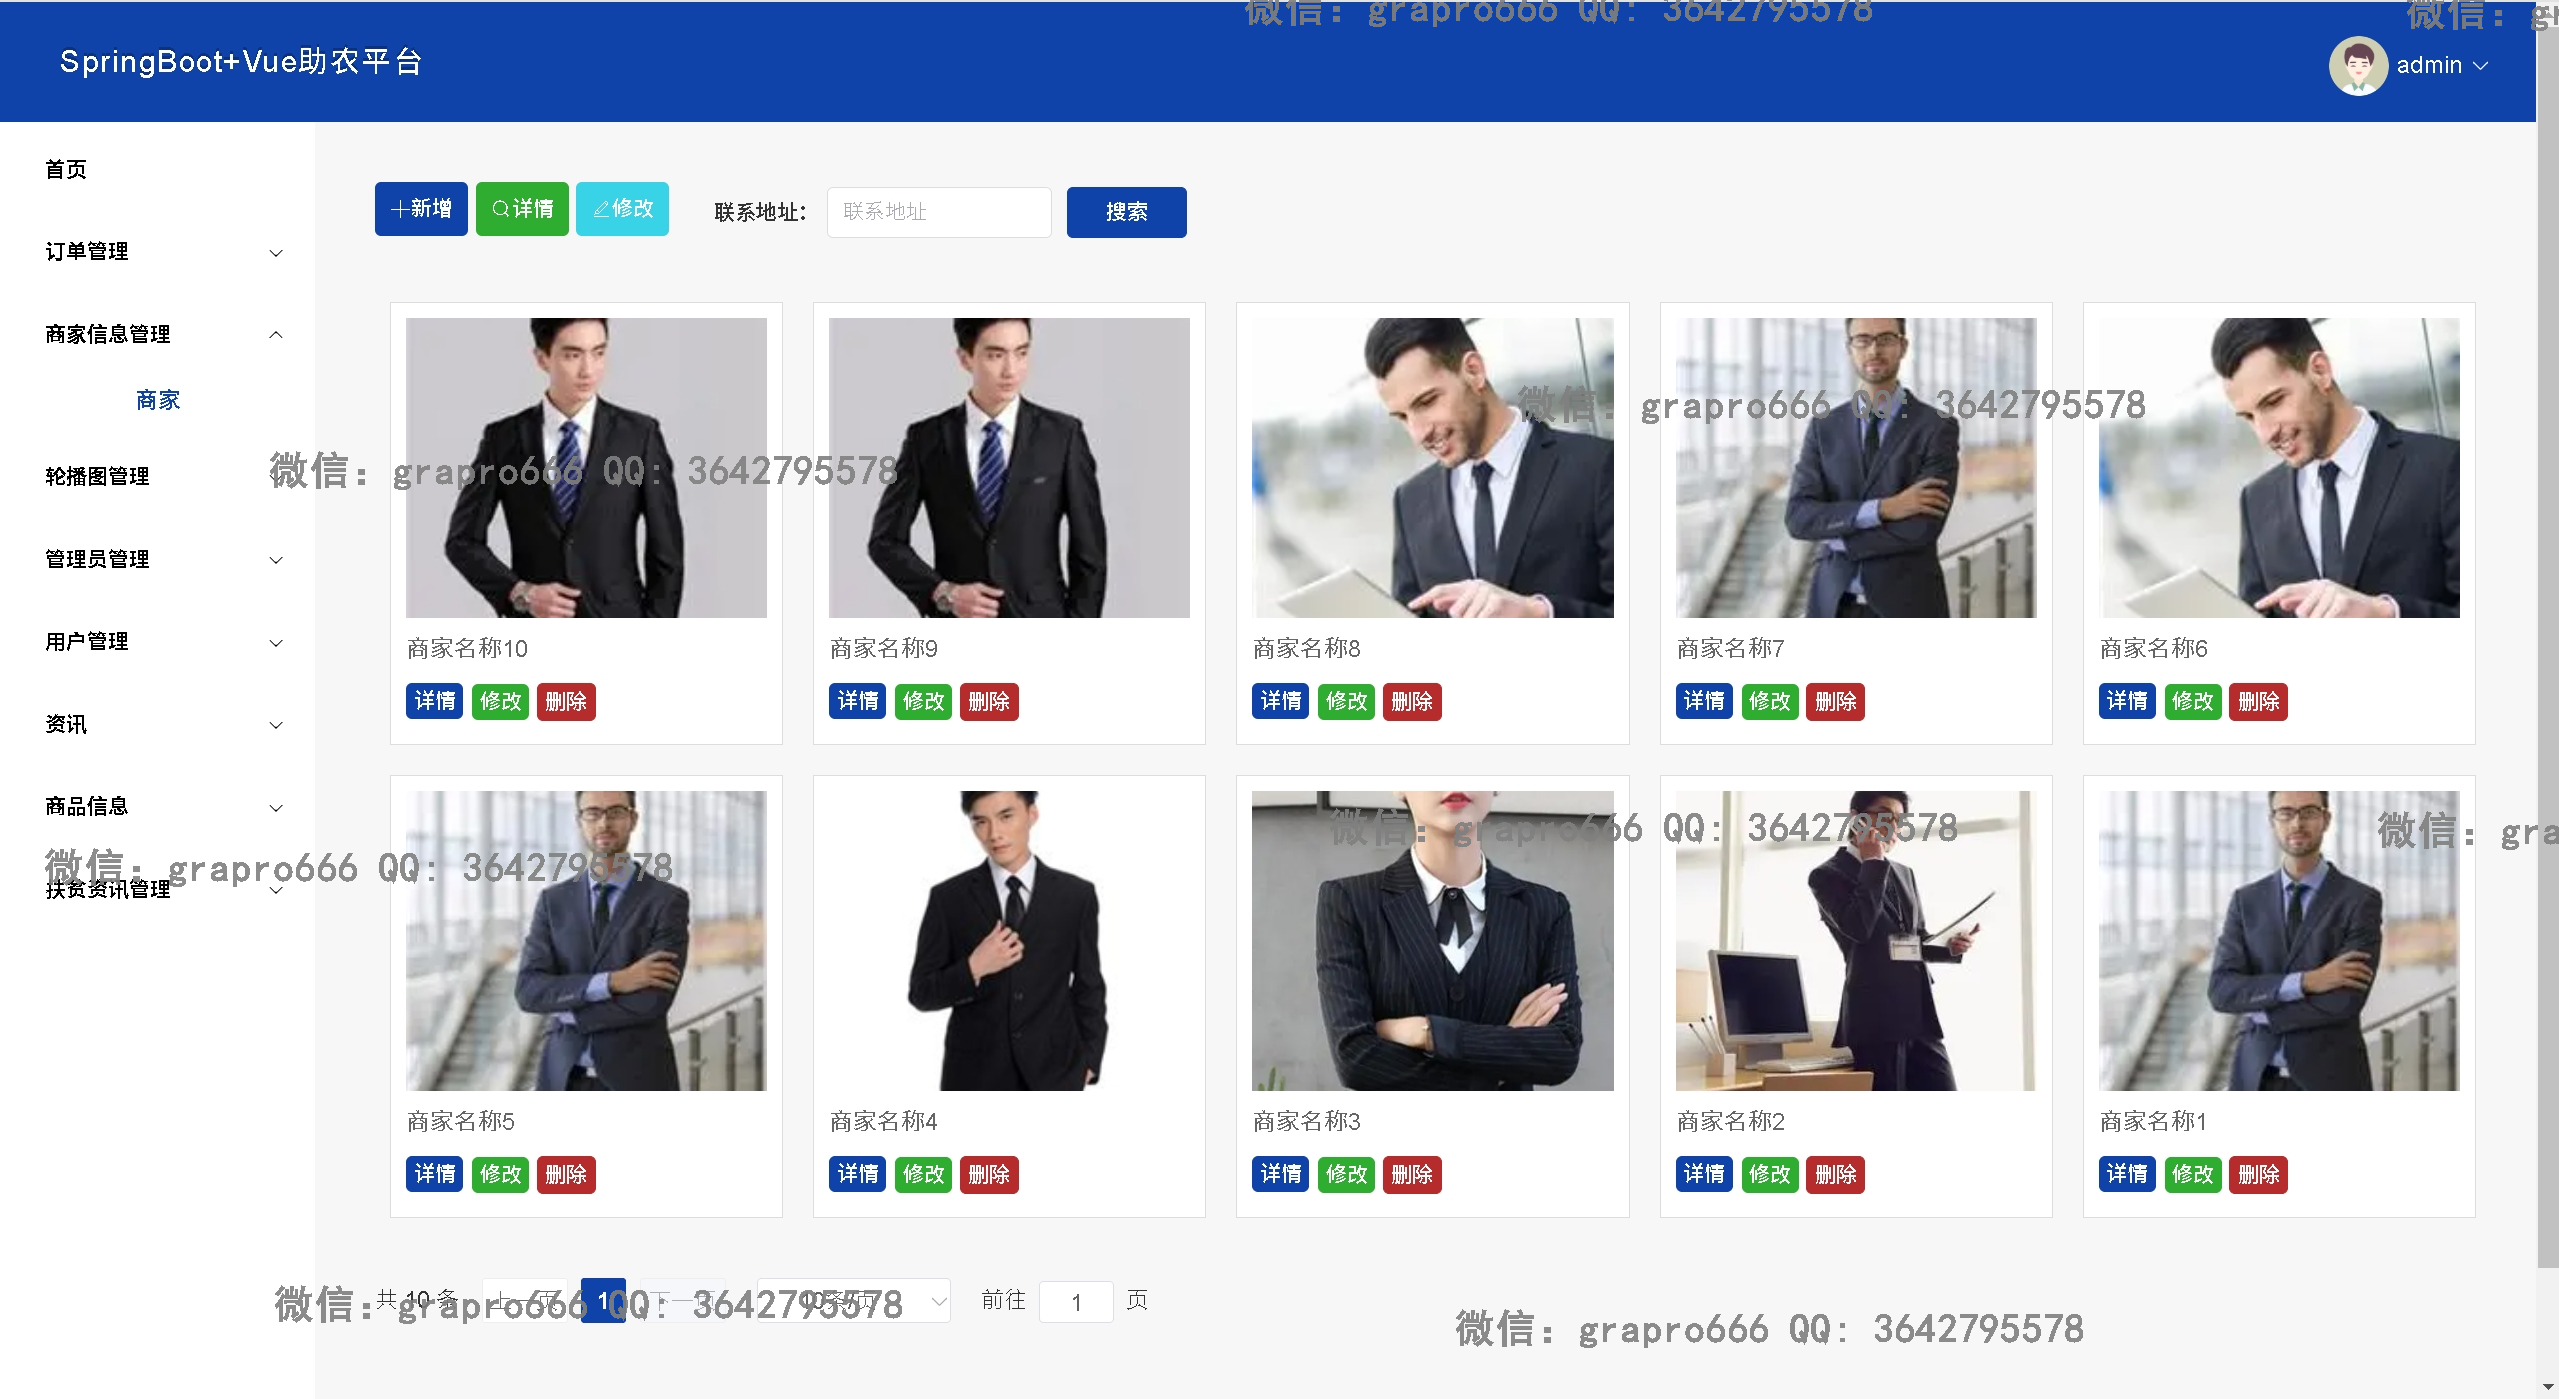 微信: grapro666 QQ: 3642795578
微信: gr
SpringBoot+Vue助农平台
admin
首页
订单管理
商家信息管理
商家
轮播图管理
管理员管理
用户管理
资讯
商品信息
扶贫资讯管理
新增 详情 修改 联系地址： 联系地址 搜索
微信: grapro666 QQ: 3642795578
微信: grapro666 QQ: 3642795578
商家名称10 商家名称9 商家名称8 商家名称7 商家名称6
详情 修改 删除 详情 修改 删除 详情 修改 删除 详情 修改 删除 详情 修改 删除
微信: grapro666 QQ: 3642795578
微信: gra
微信: grapro666 QQ: 3642795578
商家名称5 商家名称4 商家名称3 商家名称2 商家名称1
详情 修改 删除 详情 修改 删除 详情 修改 删除 详情 修改 删除 详情 修改 删除
共 10 条 上一页 1 下一页 10条/页 前往 1 页
微信: grapro666 QQ: 3642795578
微信: grapro666 QQ: 3642795578